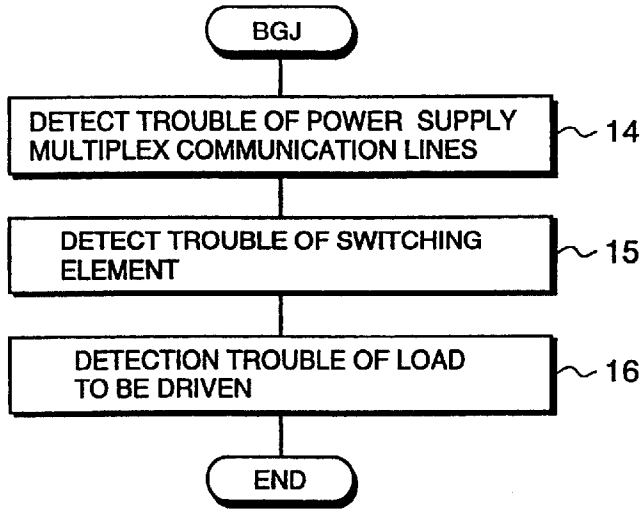 BGJ
DETECT TROUBLE OF POWER SUPPLY
MULTIPLEX COMMUNICATION LINES
14
DETECT TROUBLE OF SWITCHING
ELEMENT
15
DETECTION TROUBLE OF LOAD
TO BE DRIVEN
16
END